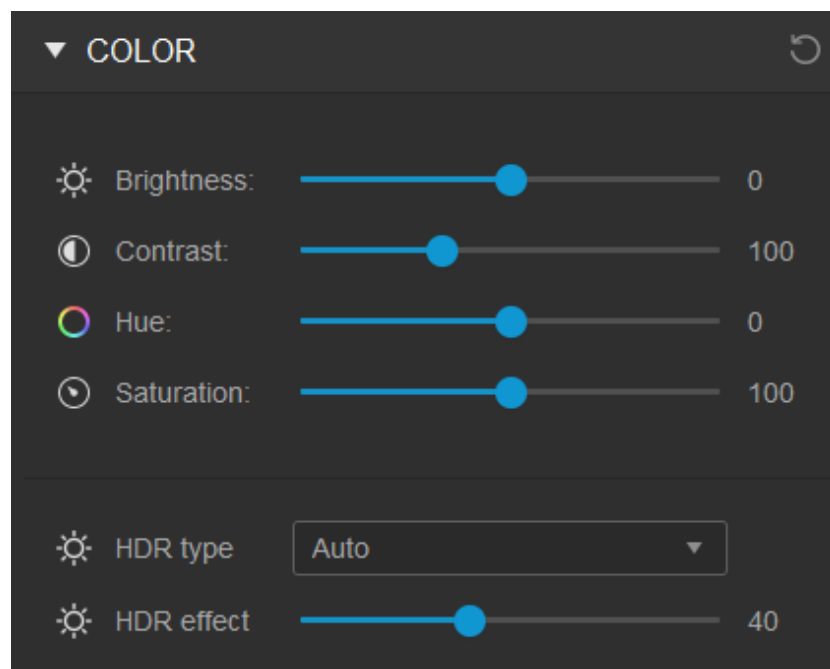 COLOR
Brightness: 0
Contrast: 100
Hue: 0
Saturation: 100
HDR type Auto
HDR effect 40